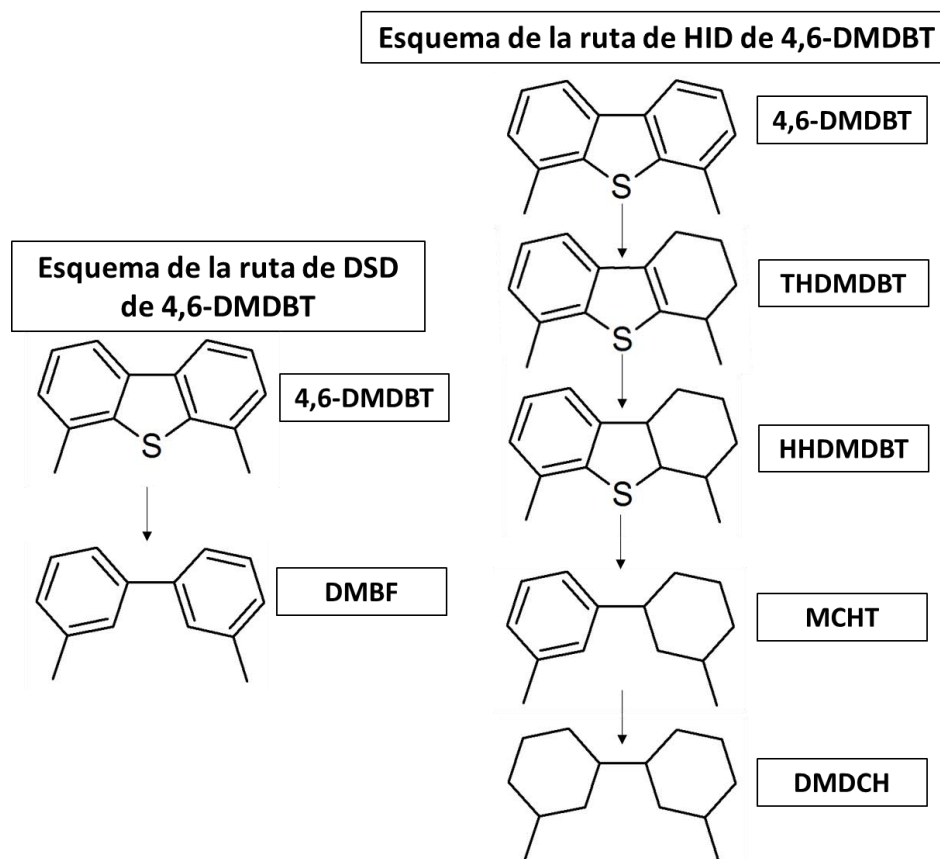 Esquema de la ruta de HID de 4,6-DMDBT
4,6-DMDBT
S
THDMDBT
S
HHDMDBT
S
MCHT
DMDCH
Esquema de la ruta de DSD
de 4,6-DMDBT
4,6-DMDBT
S
DMBF